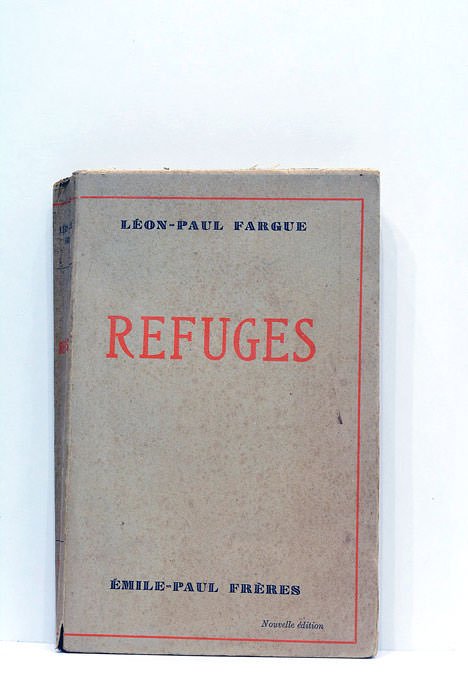 LÉON-PAUL FARGUE
REFUGES
ÉMILE-PAUL FRÈRES
Nouvelle édition